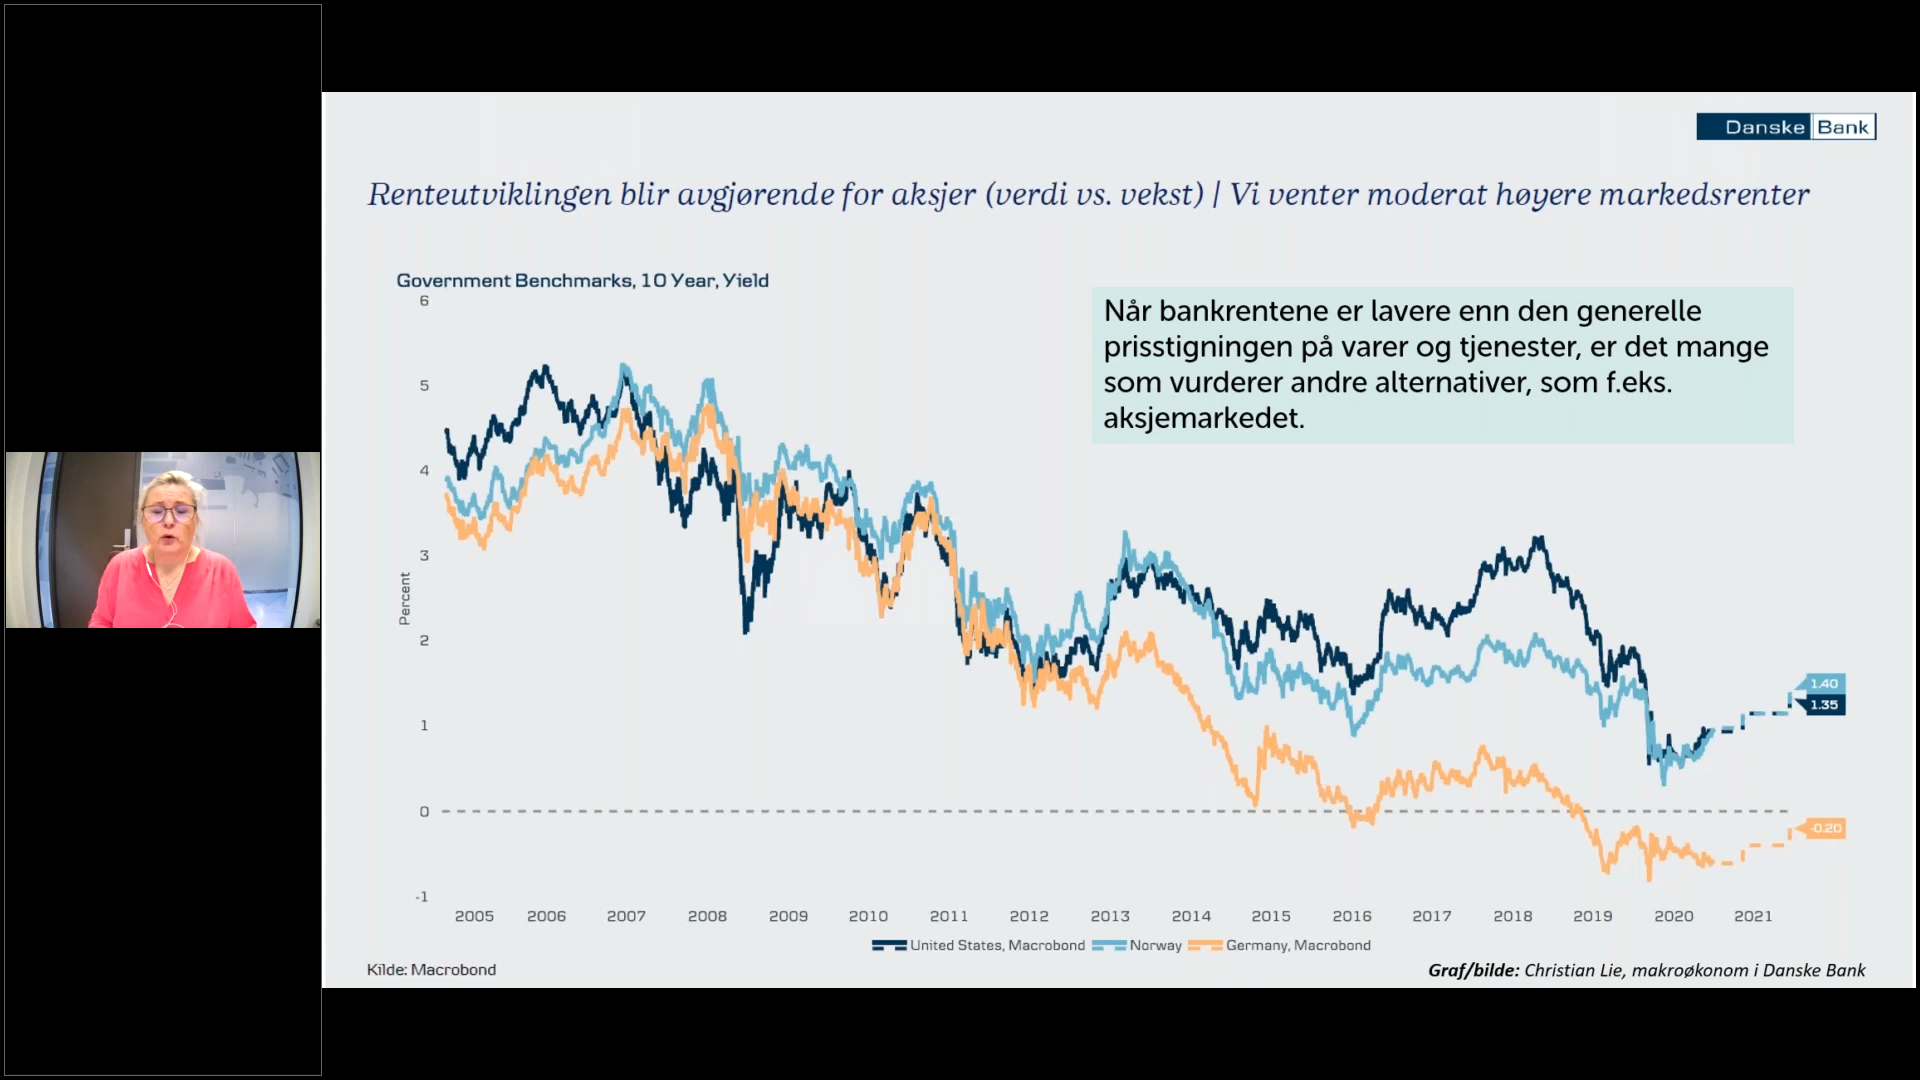 Danske Bank
Renteutviklingen blir avgjørende for aksjer (verdi vs. vekst) | Vi venter moderat høyere markedsrenter
Government Benchmarks, 10 Year, Yield
Når bankrentene er lavere enn den generelle
prisstigningen på varer og tjenester, er det mange
som vurderer andre alternativer, som f.eks.
aksjemarkedet.
Percent
6
5
4
3
2
1
0
-1
1.40
1.35
-0.20
2005 2006 2007 2008 2009 2010 2011 2012 2013 2014 2015 2016 2017 2018 2019 2020 2021
United States, Macrobond Norway Germany, Macrobond
Kilde: Macrobond
Graf/bilde: Christian Lie, makroøkonom i Danske Bank